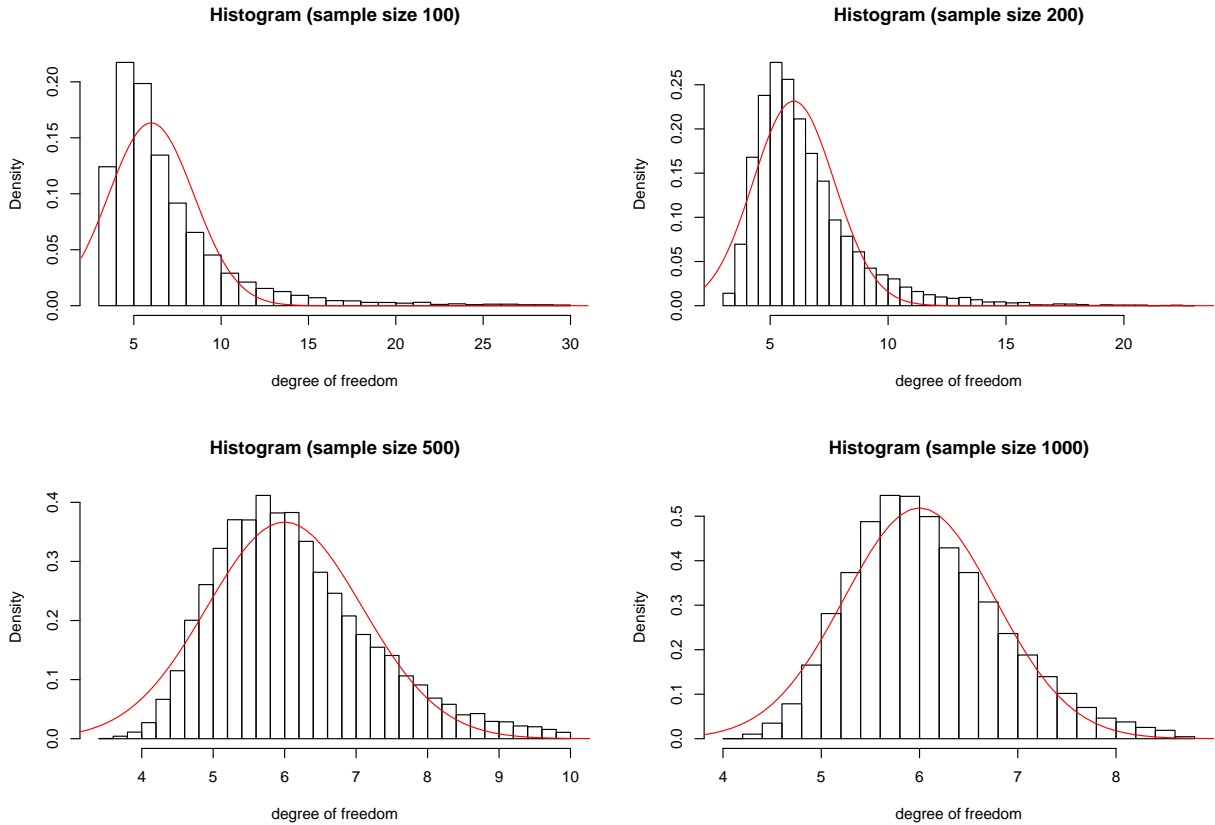 Histogram (sample size 100)
Density
0.00 0.05 0.10 0.15 0.20
5 10 15 20 25 30
degree of freedom
Histogram (sample size 200)
Density
0.00 0.05 0.10 0.15 0.20 0.25
5 10 15 20
degree of freedom
Histogram (sample size 500)
Density
0.0 0.1 0.2 0.3 0.4
4 5 6 7 8 9 10
degree of freedom
Histogram (sample size 1000)
Density
0.0 0.1 0.2 0.3 0.4 0.5
4 5 6 7 8
degree of freedom